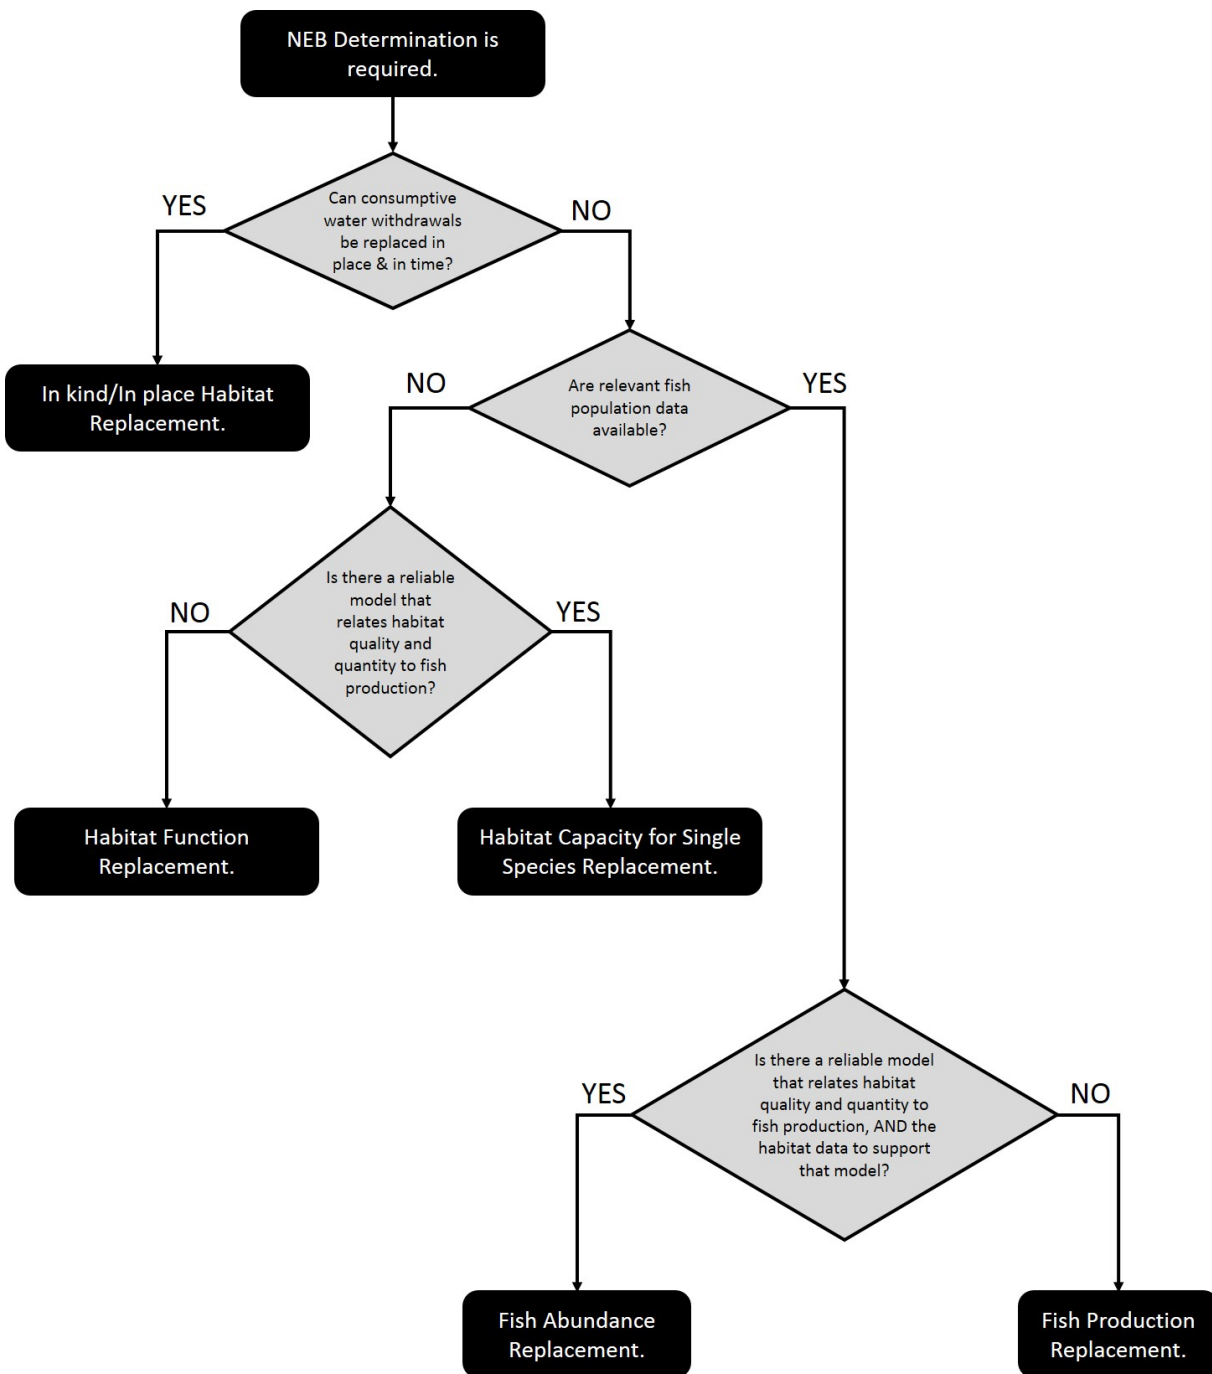 NEB Determination is
required.
Can consumptive
water withdrawals
be replaced in
place & in time?
YES
NO
In kind/In place Habitat
Replacement.
Are relevant fish
population data
available?
NO
YES
Is there a reliable
model that
relates habitat
quality and
quantity to fish
production?
NO
YES
Habitat Function
Replacement.
Habitat Capacity for Single
Species Replacement.
Is there a reliable model
that relates habitat
quality and quantity to
fish production, AND the
habitat data to support
that model?
YES
NO
Fish Abundance
Replacement.
Fish Production
Replacement.